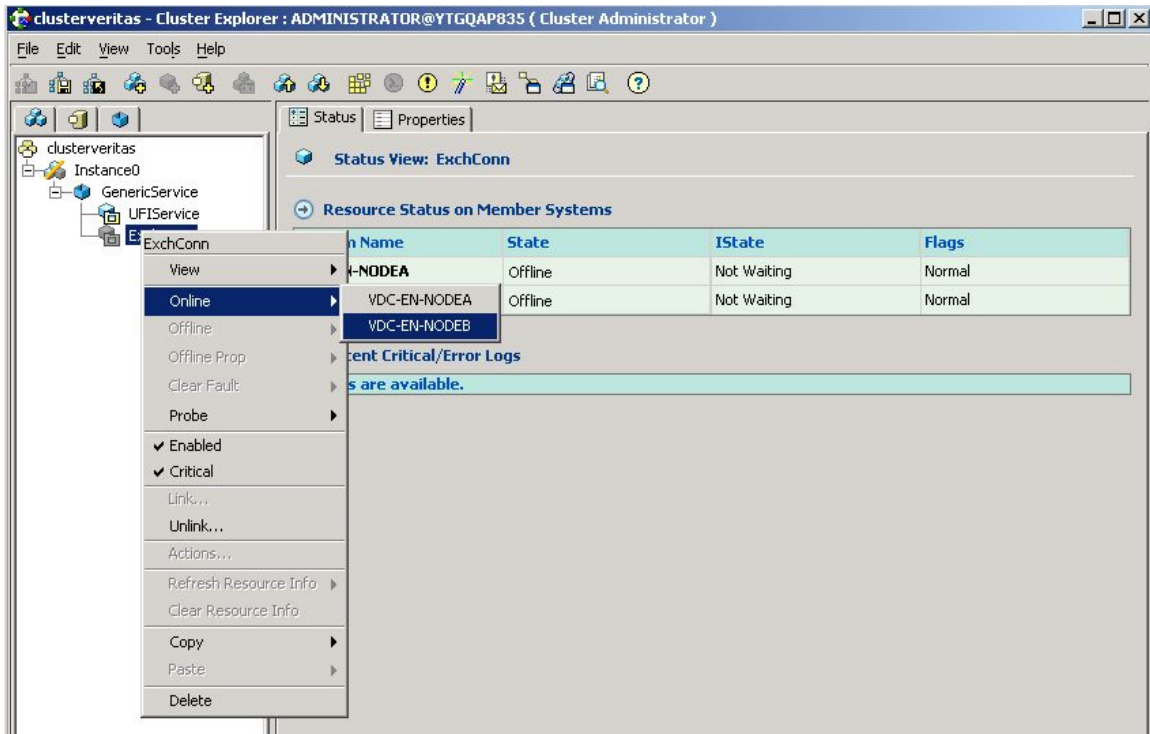 clusterveritas - Cluster Explorer : ADMINISTRATOR@YTGQAP835 ( Cluster Administrator )
File Edit View Tools Help
Status Properties
clusterveritas
Instance0
GenericService
UFIService
Status View: ExchConn
Resource Status on Member Systems
Name State IState Flags
-NODEA Offline Not Waiting Normal
Offline Not Waiting Normal
Critical/Error Logs
are available.
ExchConn
View
Online
Offline
Offline Prop
Clear Fault
Probe
Enabled
Critical
Link...
Unlink...
Actions...
Refresh Resource Info
Clear Resource Info
Copy
Paste
Delete
VDC-EN-NODEA
VDC-EN-NODEB